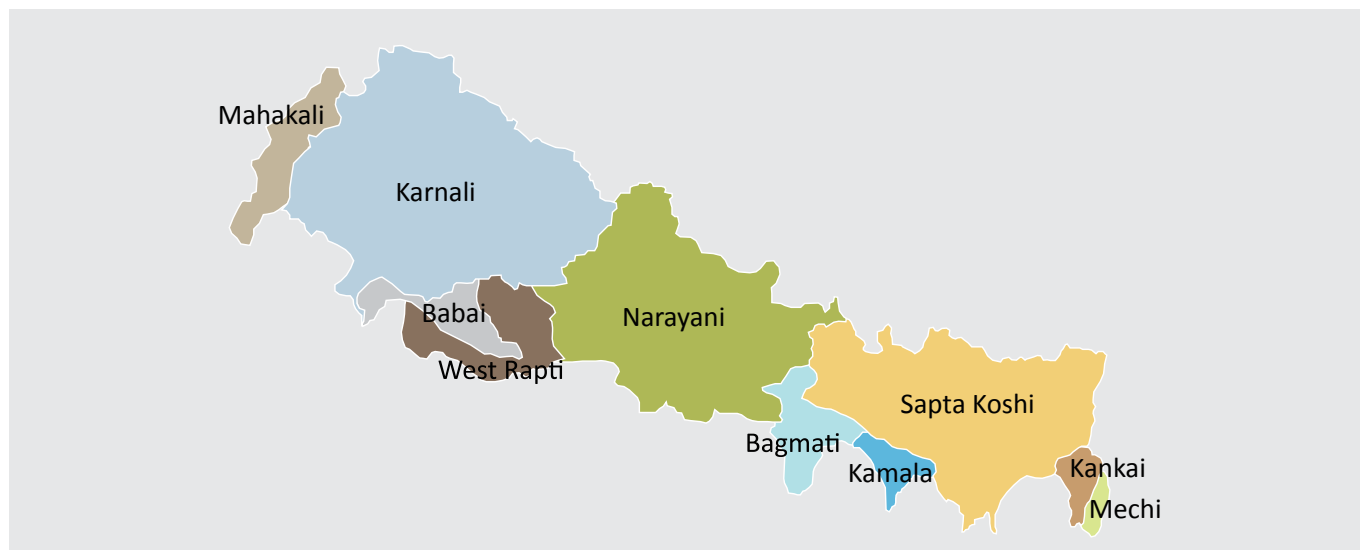 Mahakali
Karnali
Babai
Narayani
West Rapti
Sapta Koshi
Bagmati
Kamala
Kankai
Mechi